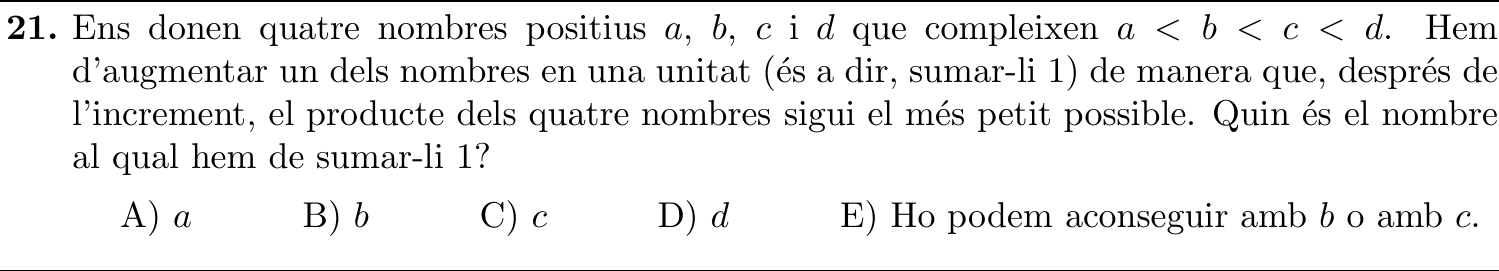 21. Ens donen quatre nombres positius a, b, c i d que compleixen a < b < c < d. Hem
d'augmentar un dels nombres en una unitat (és a dir, sumar-li 1) de manera que, després de
l'increment, el producte dels quatre nombres sigui el més petit possible. Quin és el nombre
al qual hem de sumar-li 1?
A) a B) b C) c D) d E) Ho podem aconseguir amb b o amb c.